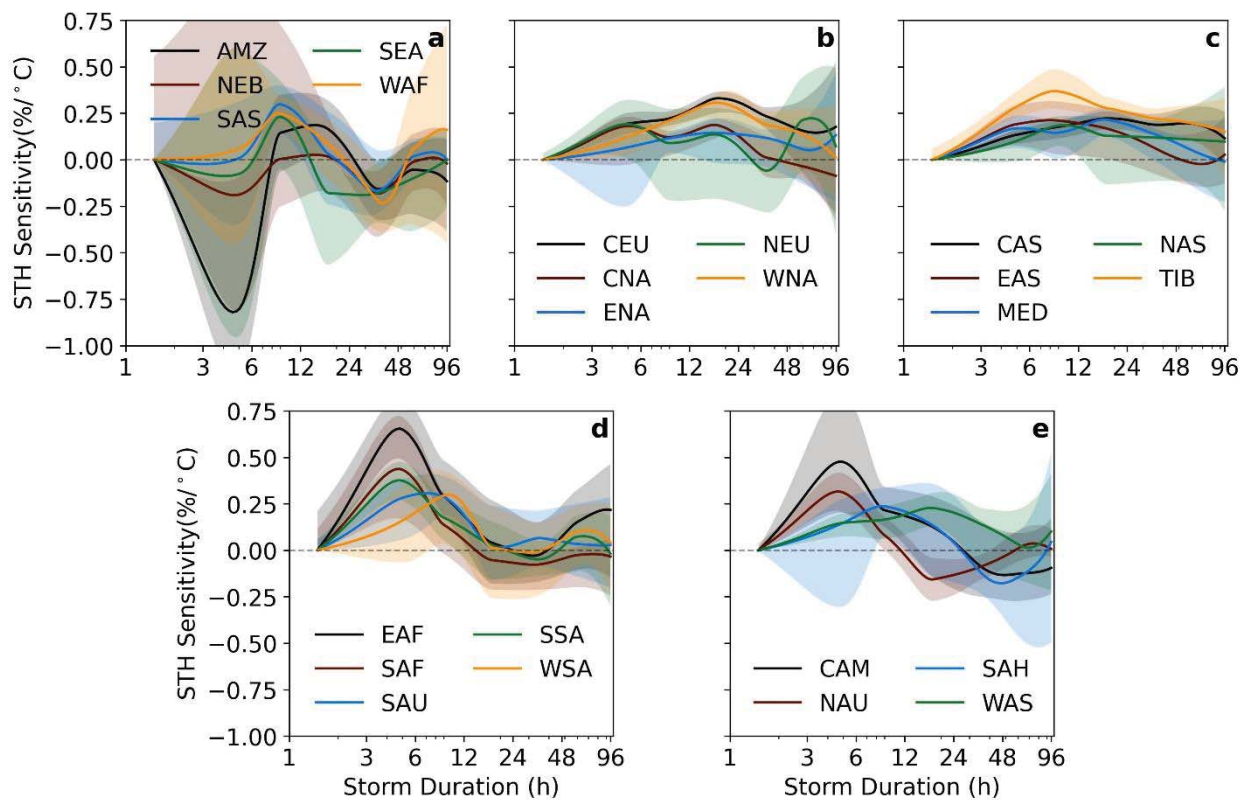 a
b
c
AMZ
SEA
NEB
WAF
SAS
CEU
NEU
CNA
WNA
ENA
CAS
NAS
EAS
TIB
MED
STH Sensitivity(%/°C)
0.75
0.50
0.25
0.00
−0.25
−0.50
−0.75
−1.00
1 3 6 12 24 48 96
1 3 6 12 24 48 96
1 3 6 12 24 48 96
d
e
EAF
SSA
SAF
WSA
SAU
CAM
SAH
NAU
WAS
STH Sensitivity(%/°C)
0.75
0.50
0.25
0.00
−0.25
−0.50
−0.75
−1.00
1 3 6 12 24 48 96
1 3 6 12 24 48 96
Storm Duration (h)
Storm Duration (h)